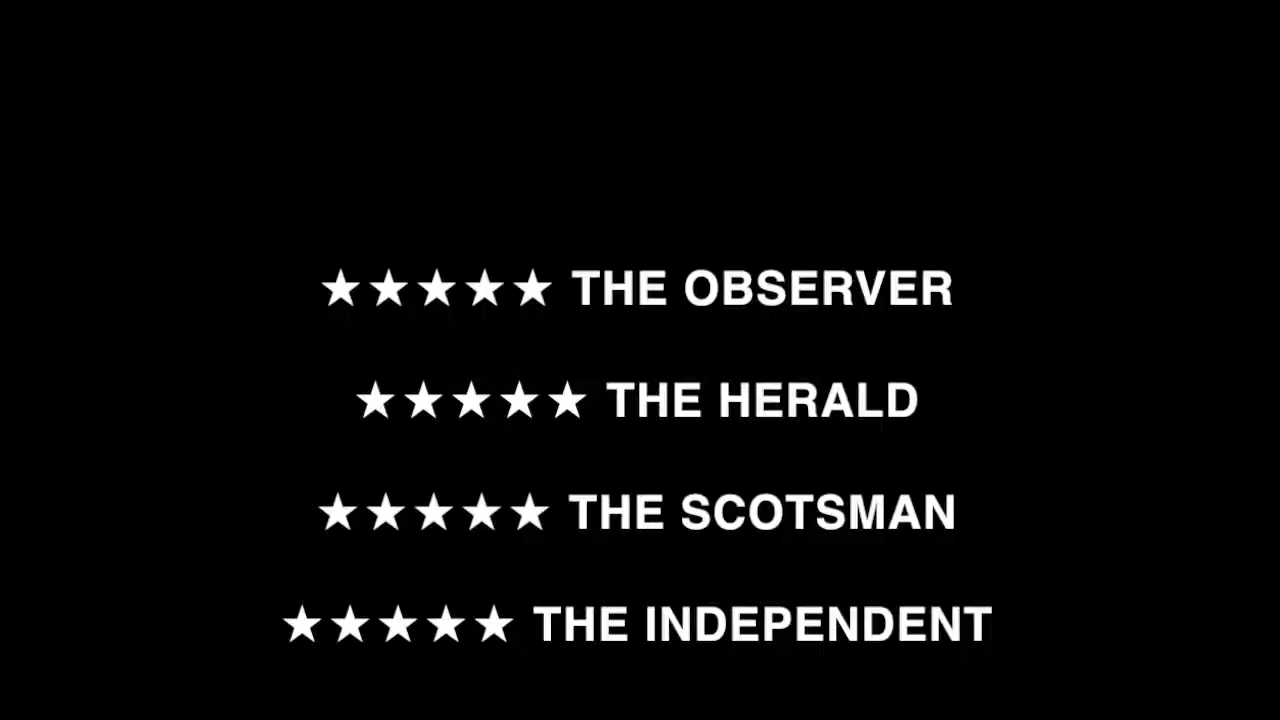 ★★★★★ THE OBSERVER
★★★★★ THE HERALD
★★★★★ THE SCOTSMAN
★★★★★ THE INDEPENDENT